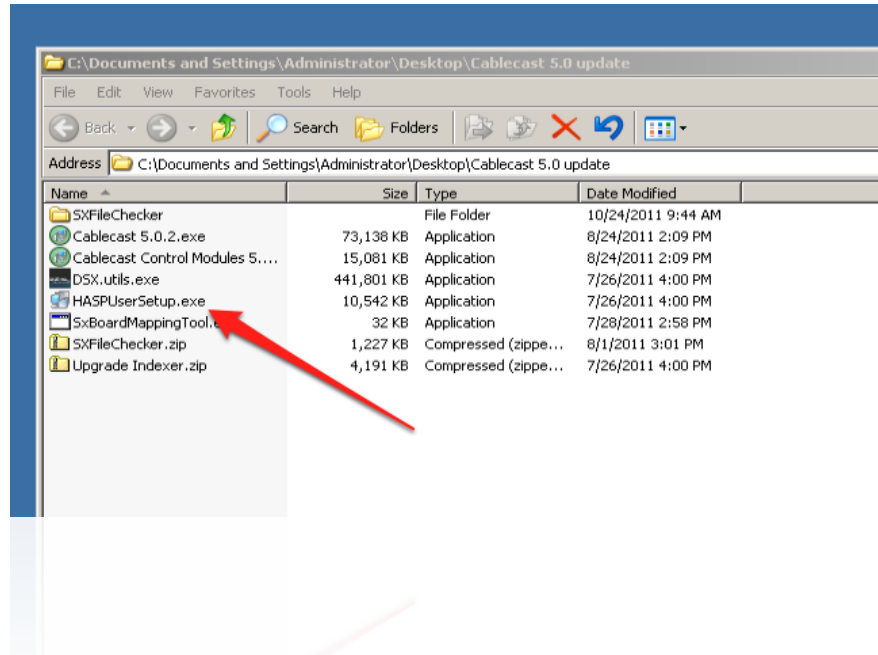 C:\Documents and Settings\Administrator\Desktop\Cablecast 5.0 update
File Edit View Favorites Tools Help
Back Search Folders
Address C:\Documents and Settings\Administrator\Desktop\Cablecast 5.0 update
Name Size Type Date Modified
SXFileChecker File Folder 10/24/2011 9:44 AM
Cablecast 5.0.2.exe 73,138 KB Application 8/24/2011 2:09 PM
Cablecast Control Modules 5.... 15,081 KB Application 8/24/2011 2:09 PM
DSX.utils.exe 441,801 KB Application 7/26/2011 4:00 PM
HASPUserSetup.exe 10,542 KB Application 7/26/2011 4:00 PM
SxBoardMappingTool. 32 KB Application 7/28/2011 2:58 PM
SXFileChecker.zip 1,227 KB Compressed (zippe... 8/1/2011 3:01 PM
Upgrade Indexer.zip 4,191 KB Compressed (zippe... 7/26/2011 4:00 PM